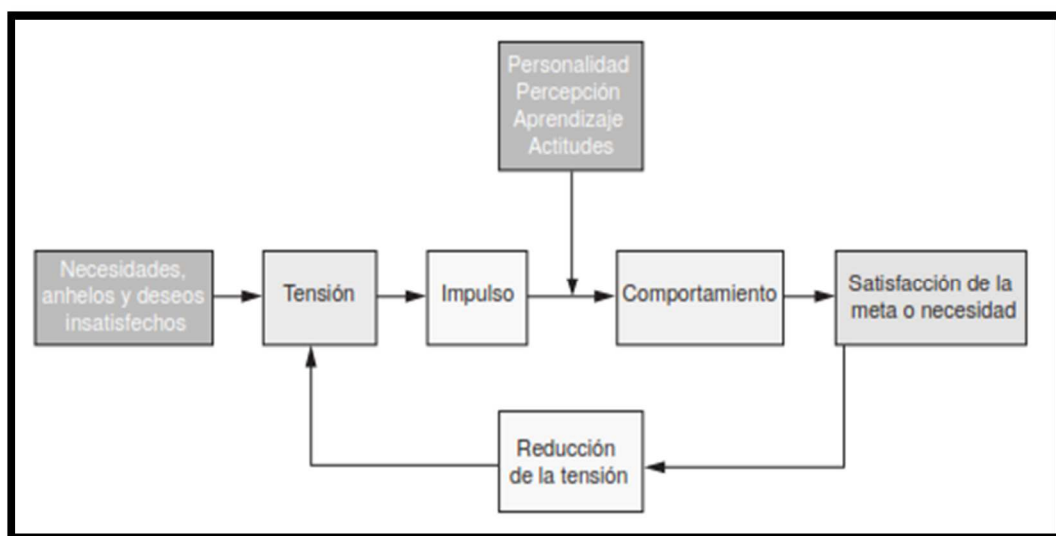 Personalidad
Percepción
Aprendizaje
Actitudes
Necesidades,
anhelos y deseos
insatisfechos
Tensión
Impulso
Comportamiento
Satisfacción de la
meta o necesidad
Reducción
de la tensión